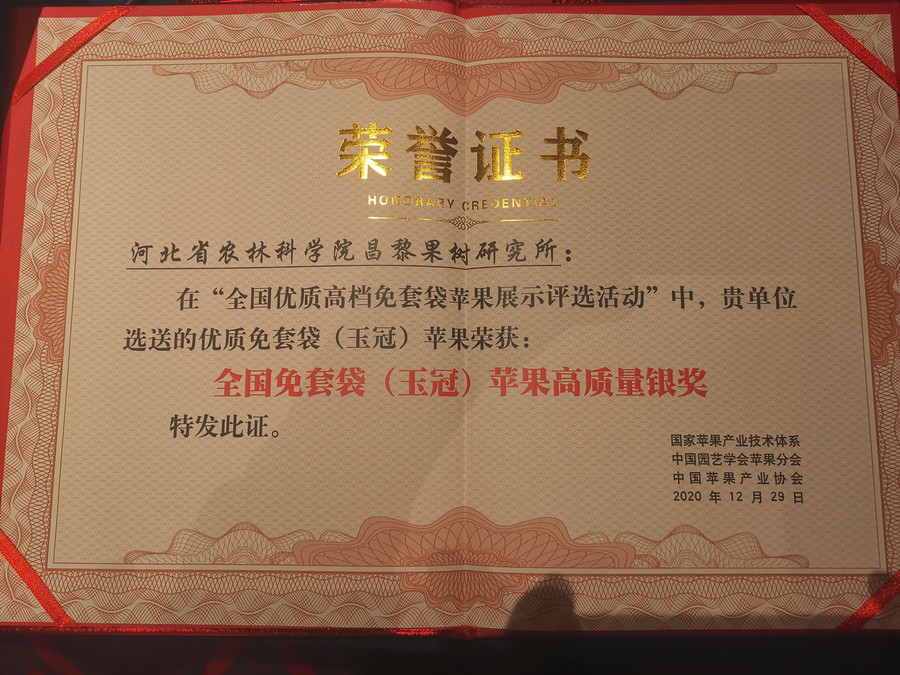 荣誉证书
HONORARY CREDENTIAL
河北省农林科学院昌黎果树研究所：
在“全国优质高档免套袋苹果展示评选活动”中，贵单位
选送的优质免套袋（玉冠）苹果荣获：
全国免套袋（玉冠）苹果高质量银奖
特发此证。
国家苹果产业技术体系
中国园艺学会苹果分会
中国苹果产业协会
2020 年 12 月 29 日